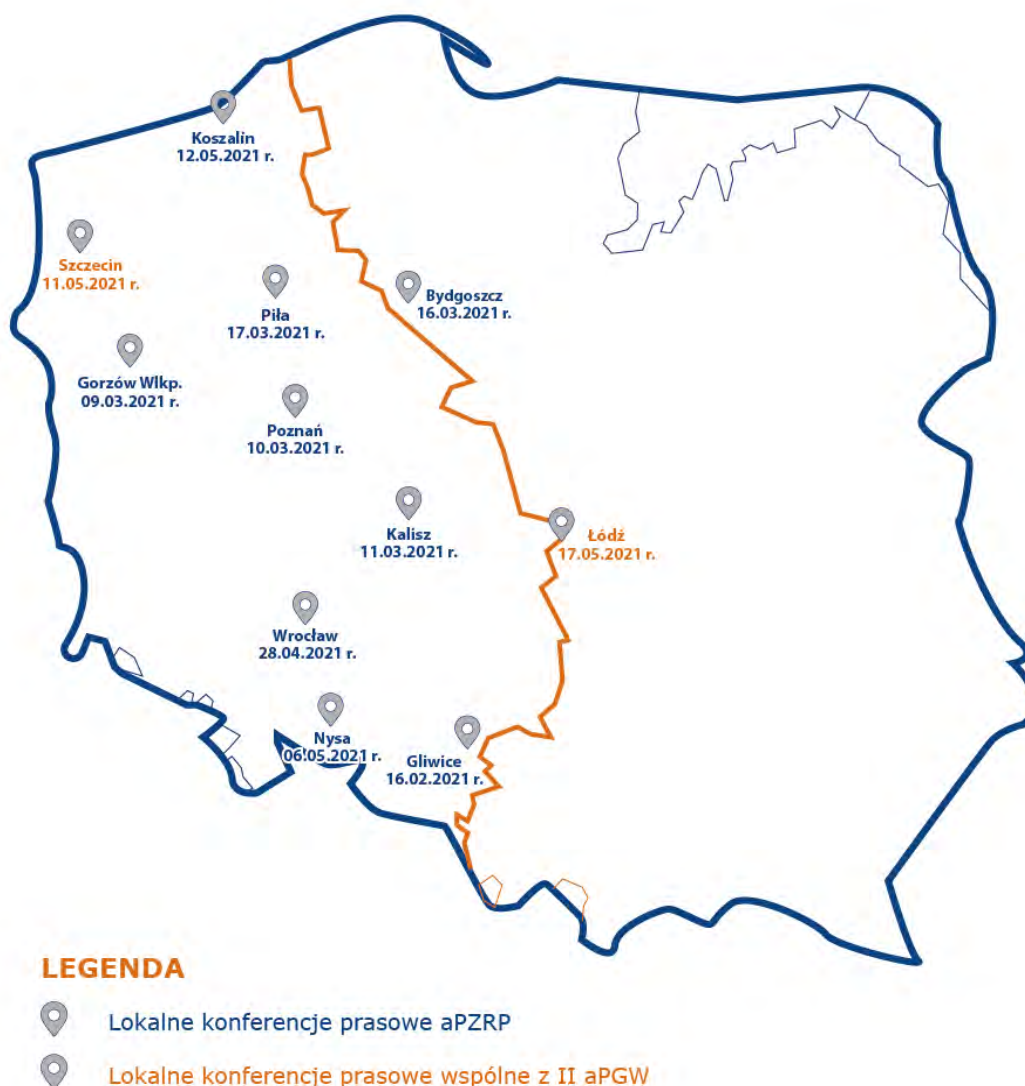 Koszalin
12.05.2021 r.
Szczecin
11.05.2021 r.
Piła
17.03.2021 r.
Bydgoszcz
16.03.2021 r.
Gorzów Wlkp.
09.03.2021 r.
Poznań
10.03.2021 r.
Kalisz
11.03.2021 r.
Łódź
17.05.2021 r.
Wrocław
28.04.2021 r.
Nysa
06.05.2021 r.
Gliwice
16.02.2021 r.
LEGENDA
Lokalne konferencje prasowe aPZRP
Lokalne konferencje prasowe wspólne z II aPGW